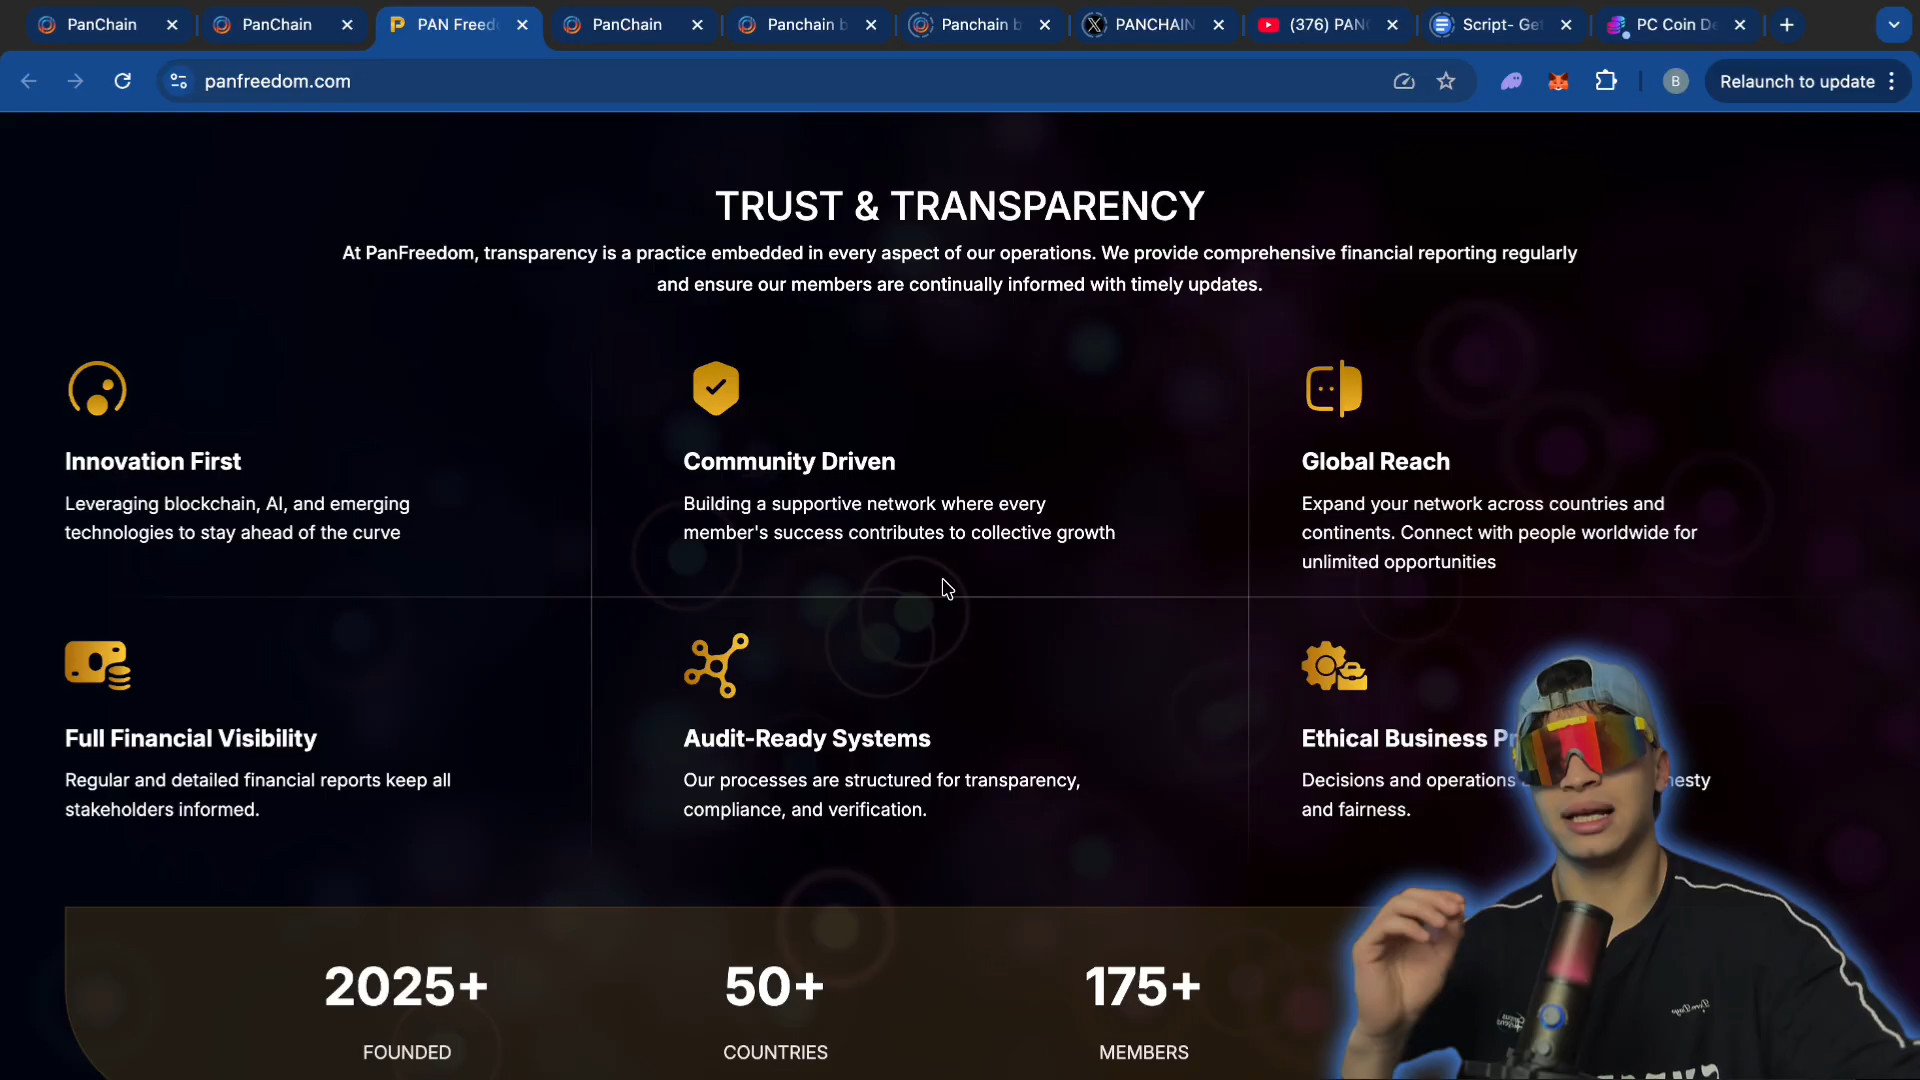 PanChain
PanChain
PAN Freed
PanChain
Panchain b
Panchain b
PANCHAIN
(376) PAN
Script- Get
PC Coin De
panfreedom.com
B
Relaunch to update
TRUST & TRANSPARENCY
At PanFreedom, transparency is a practice embedded in every aspect of our operations. We provide comprehensive financial reporting regularly
and ensure our members are continually informed with timely updates.
Innovation First
Leveraging blockchain, AI, and emerging
technologies to stay ahead of the curve
Community Driven
Building a supportive network where every
member's success contributes to collective growth
Global Reach
Expand your network across countries and
continents. Connect with people worldwide for
unlimited opportunities
Full Financial Visibility
Regular and detailed financial reports keep all
stakeholders informed.
Audit-Ready Systems
Our processes are structured for transparency,
compliance, and verification.
Ethical Business P
Decisions and operations nesty
and fairness.
2025+
FOUNDED
50+
COUNTRIES
175+
MEMBERS